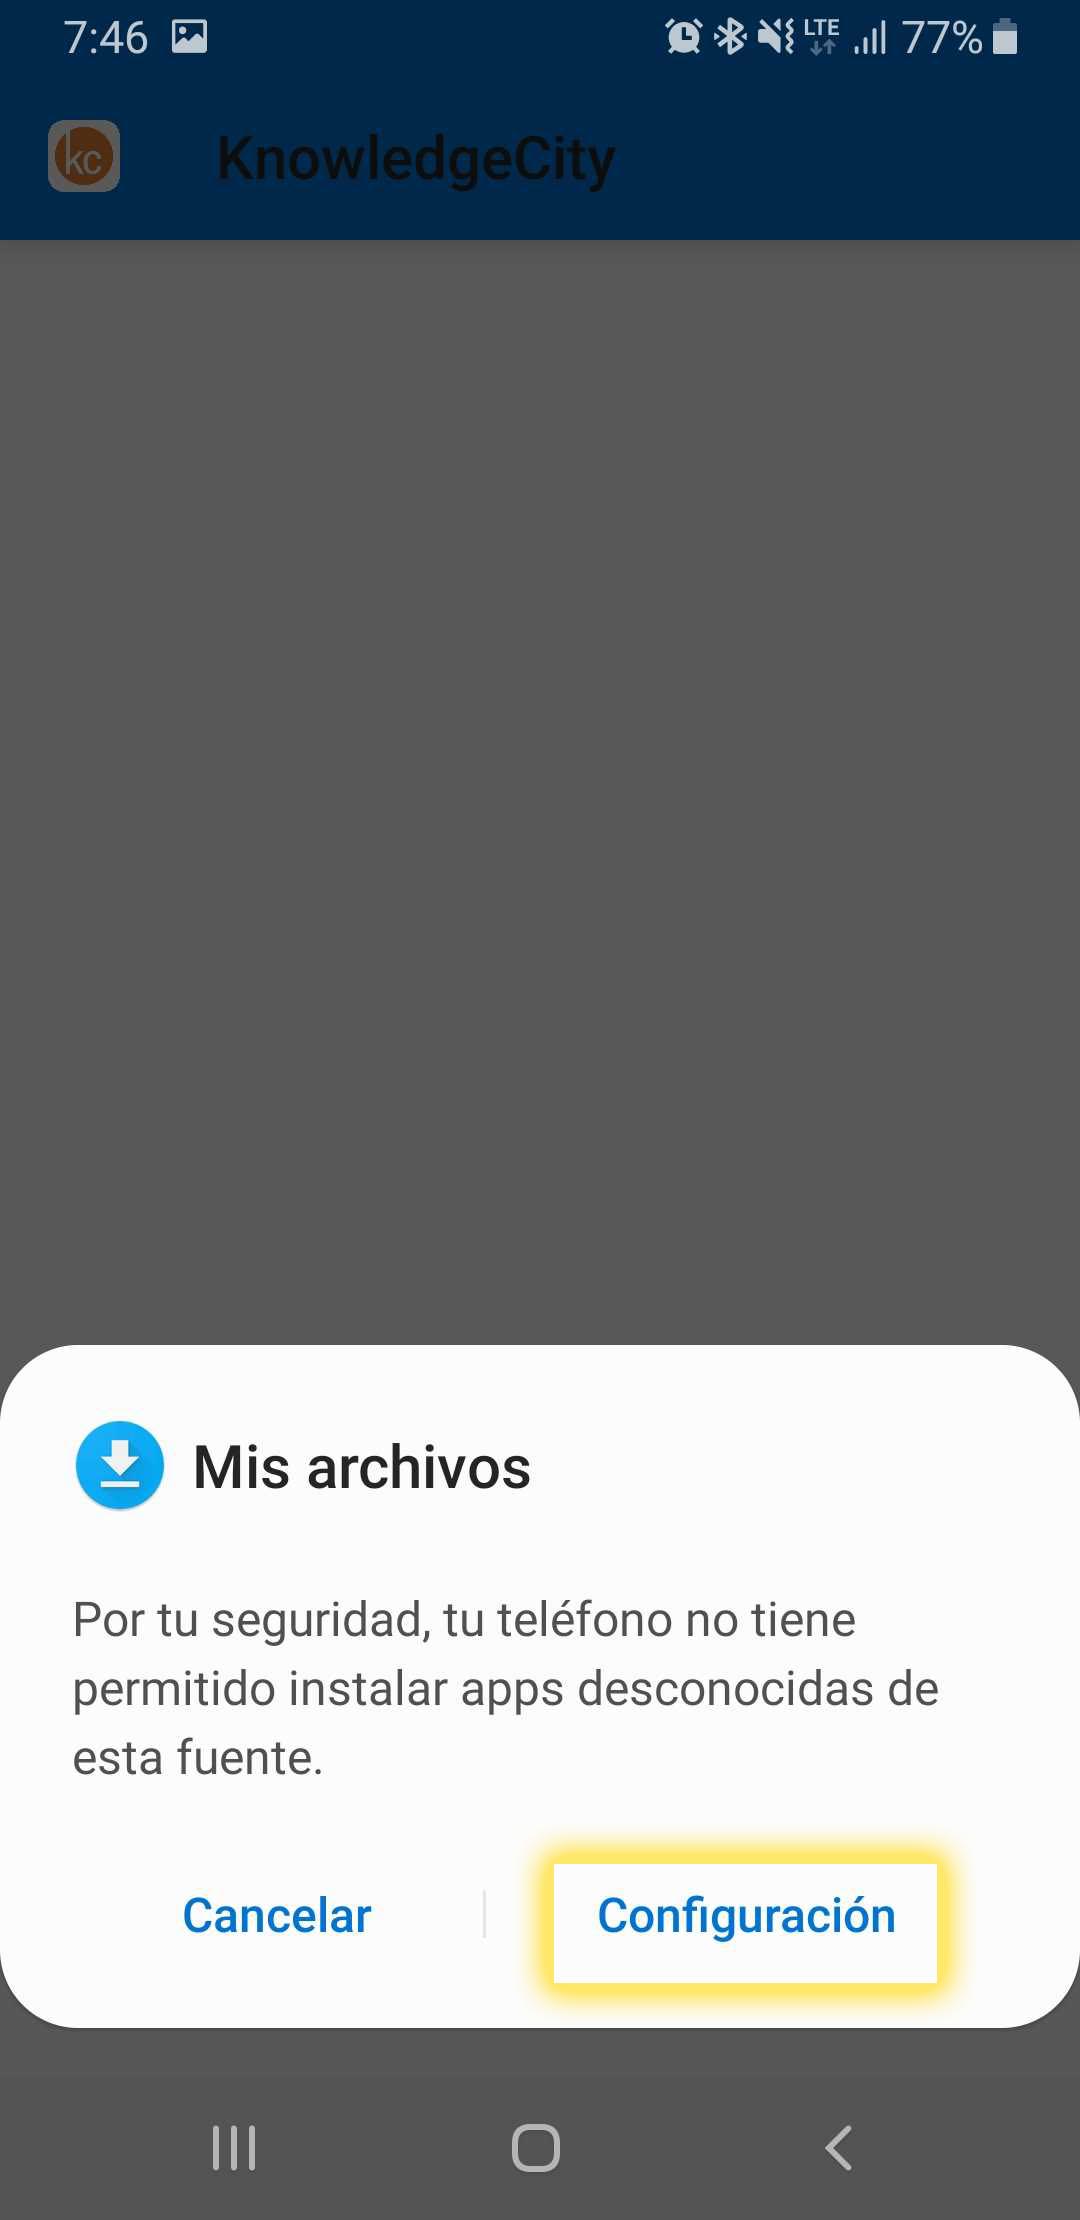 7:46 LTE 77%
kc KnowledgeCity
Mis archivos
Por tu seguridad, tu teléfono no tiene
permitido instalar apps desconocidas de
esta fuente.
Cancelar Configuración